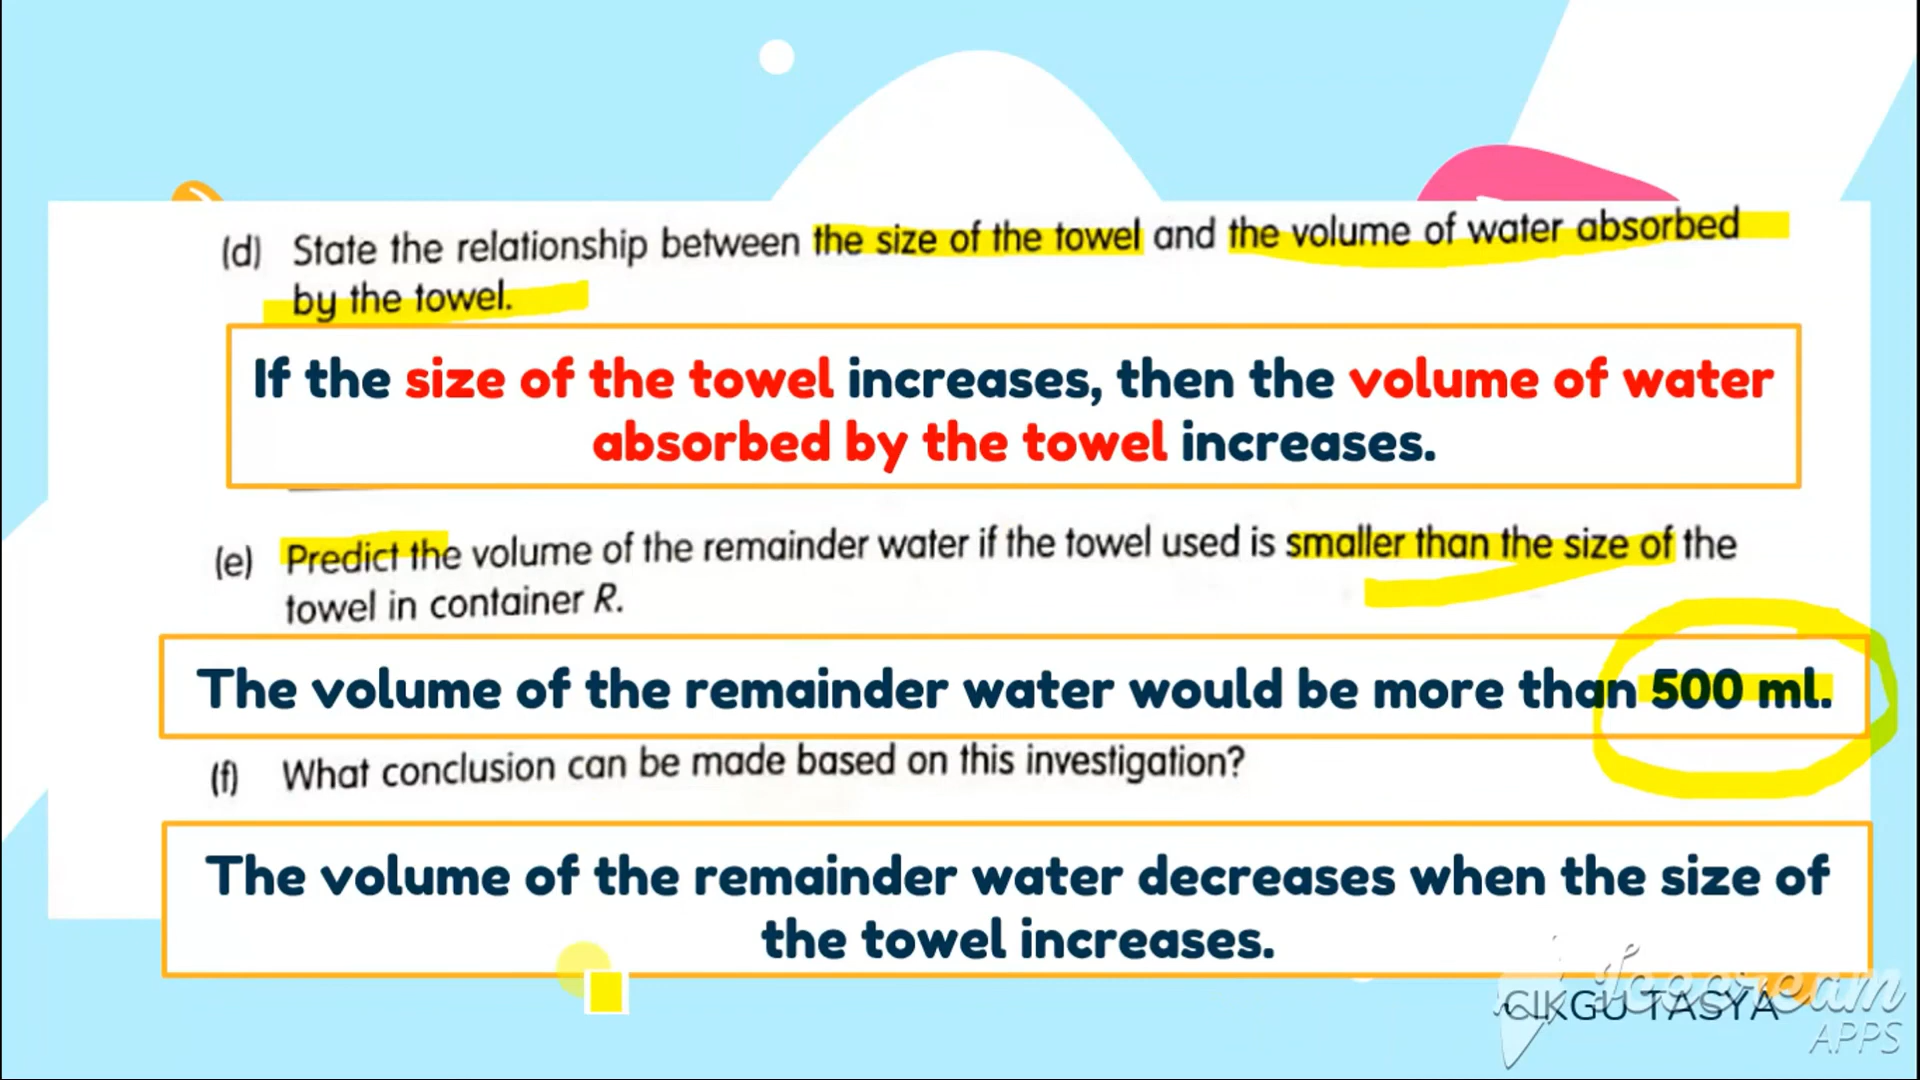 (d) State the relationship between the size of the towel and the volume of water absorbed
by the towel.
If the size of the towel increases, then the volume of water
absorbed by the towel increases.
(e) Predict the volume of the remainder water if the towel used is smaller than the size of the
towel in container R.
The volume of the remainder water would be more than 500 ml.
(f) What conclusion can be made based on this investigation?
The volume of the remainder water decreases when the size of
the towel increases.
CIKGU TASYA
Icecream
APPS